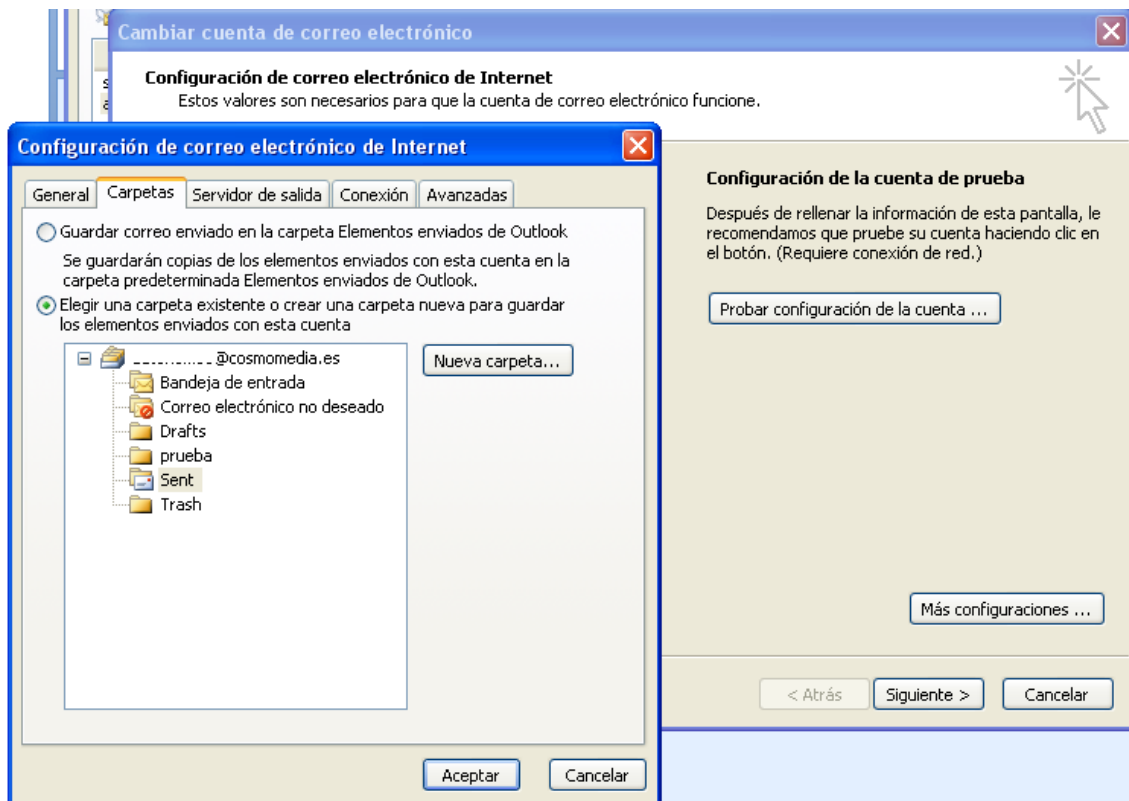 Cambiar cuenta de correo electrónico
Configuración de correo electrónico de Internet
Estos valores son necesarios para que la cuenta de correo electrónico funcione.
Configuración de correo electrónico de Internet
General
Carpetas
Servidor de salida
Conexión
Avanzadas
Guardar correo enviado en la carpeta Elementos enviados de Outlook
Se guardarán copias de los elementos enviados con esta cuenta en la
carpeta predeterminada Elementos enviados de Outlook.
Elegir una carpeta existente o crear una carpeta nueva para guardar
los elementos enviados con esta cuenta
@cosmomedia.es
Bandeja de entrada
Correo electrónico no deseado
Drafts
prueba
Sent
Trash
Nueva carpeta...
Aceptar
Cancelar
Configuración de la cuenta de prueba
Después de rellenar la información de esta pantalla, le
recomendamos que pruebe su cuenta haciendo clic en
el botón. (Requiere conexión de red.)
Probar configuración de la cuenta ...
Más configuraciones ...
< Atrás
Siguiente >
Cancelar